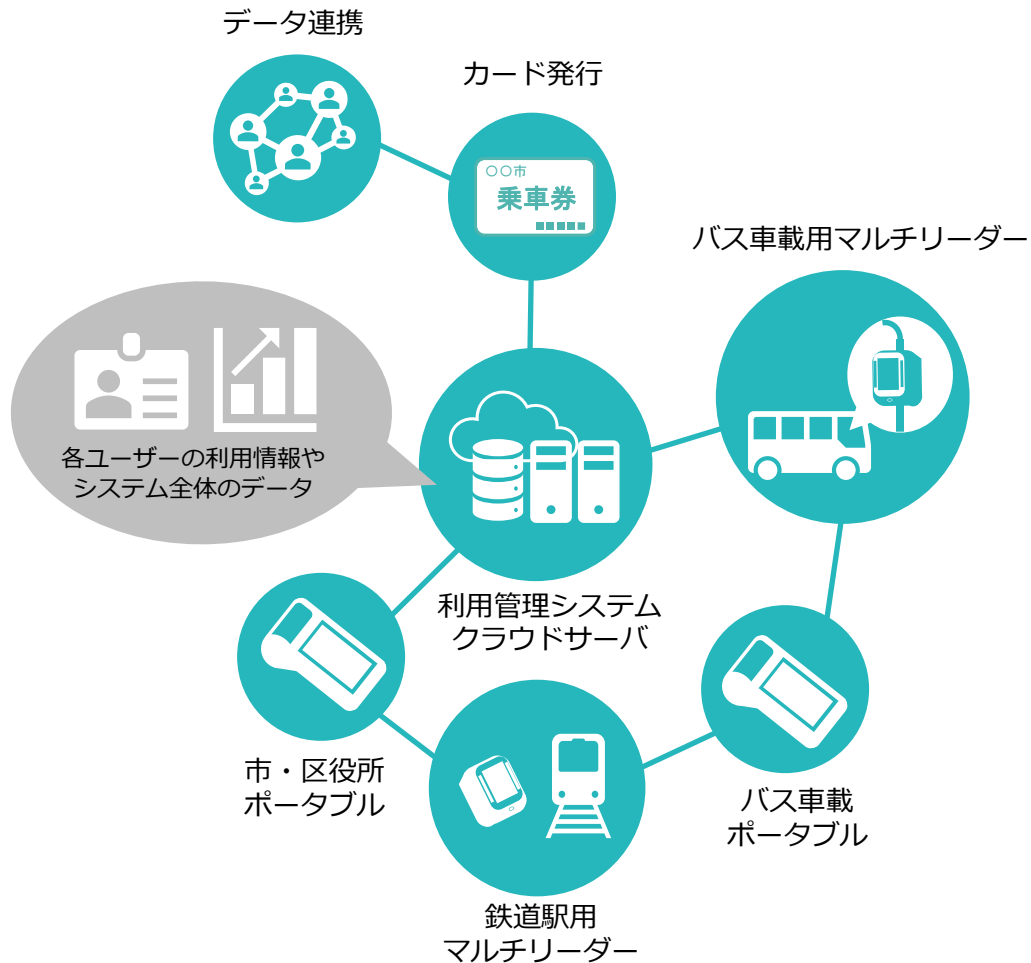 データ連携
カード発行
〇〇市
乗車券
バス車載用マルチリーダー
各ユーザーの利用情報や
システム全体のデータ
利用管理システム
クラウドサーバ
市・区役所
ポータブル
バス車載
ポータブル
鉄道駅用
マルチリーダー